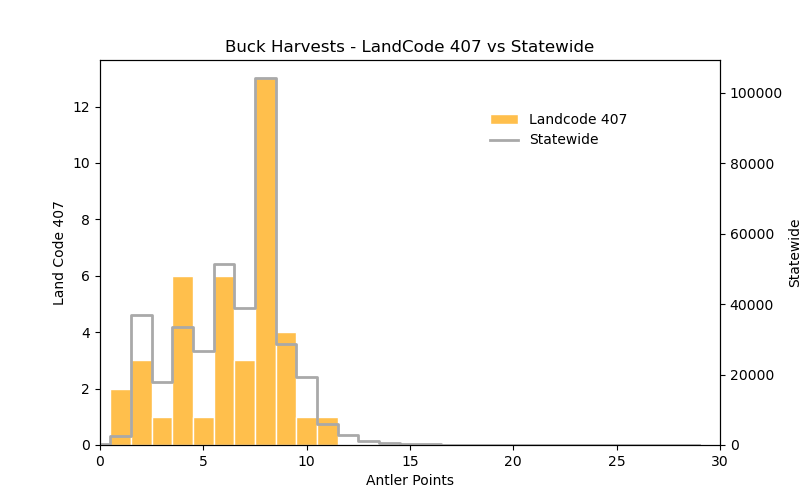 Buck Harvests - LandCode 407 vs Statewide
Landcode 407
Statewide
Land Code 407
12
10
8
6
4
2
0
100000
80000
60000
40000
20000
0
Statewide
0 5 10 15 20 25 30
Antler Points